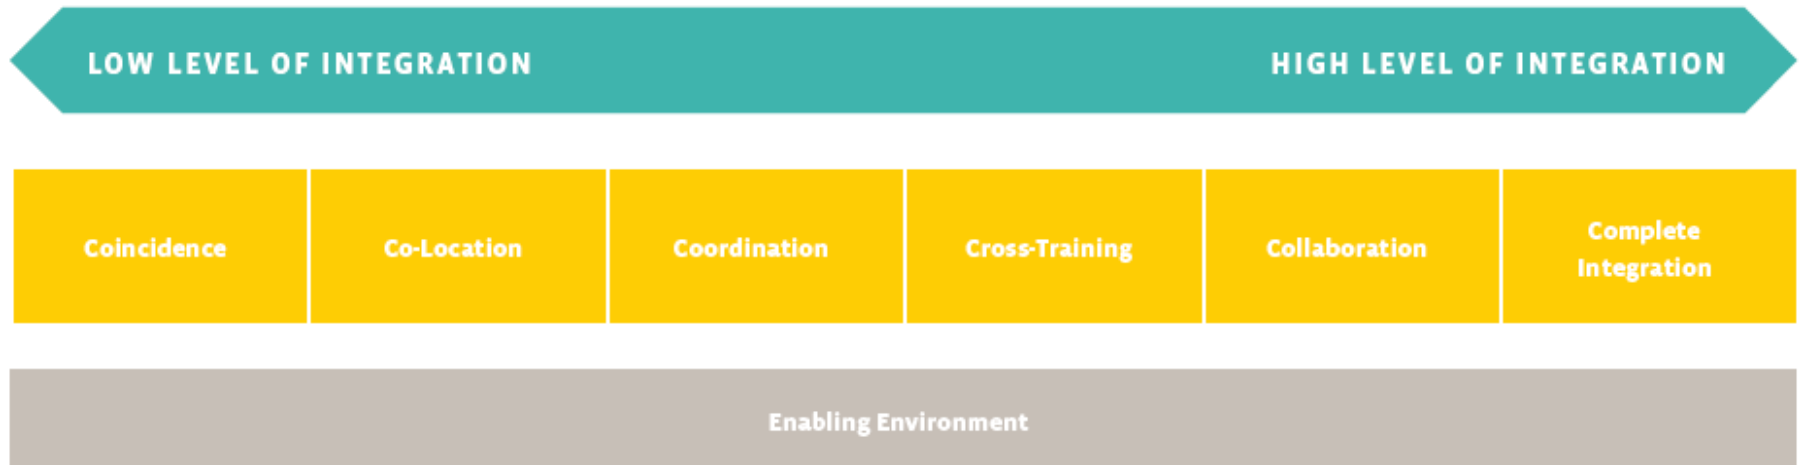 LOW LEVEL OF INTEGRATION
HIGH LEVEL OF INTEGRATION
Coincidence
Co-Location
Coordination
Cross-Training
Collaboration
Complete
Integration
Enabling Environment